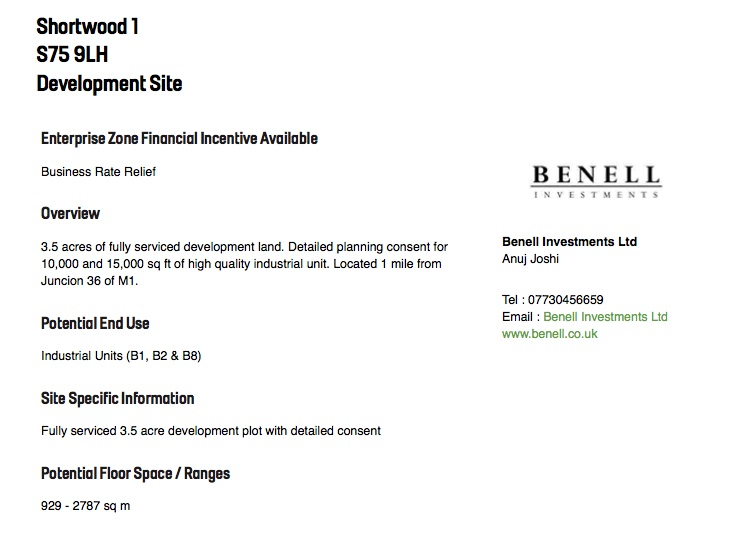 Shortwood 1
S75 9LH
Development Site
Enterprise Zone Financial Incentive Available
Business Rate Relief
Overview
3.5 acres of fully serviced development land. Detailed planning consent for
10,000 and 15,000 sq ft of high quality industrial unit. Located 1 mile from
Juncion 36 of M1.
Potential End Use
Industrial Units (B1, B2 & B8)
Site Specific Information
Fully serviced 3.5 acre development plot with detailed consent
Potential Floor Space / Ranges
929 - 2787 sq m
BENELL
INVESTMENTS
Benell Investments Ltd
Anuj Joshi
Tel : 07730456659
Email : Benell Investments Ltd
www.benell.co.uk